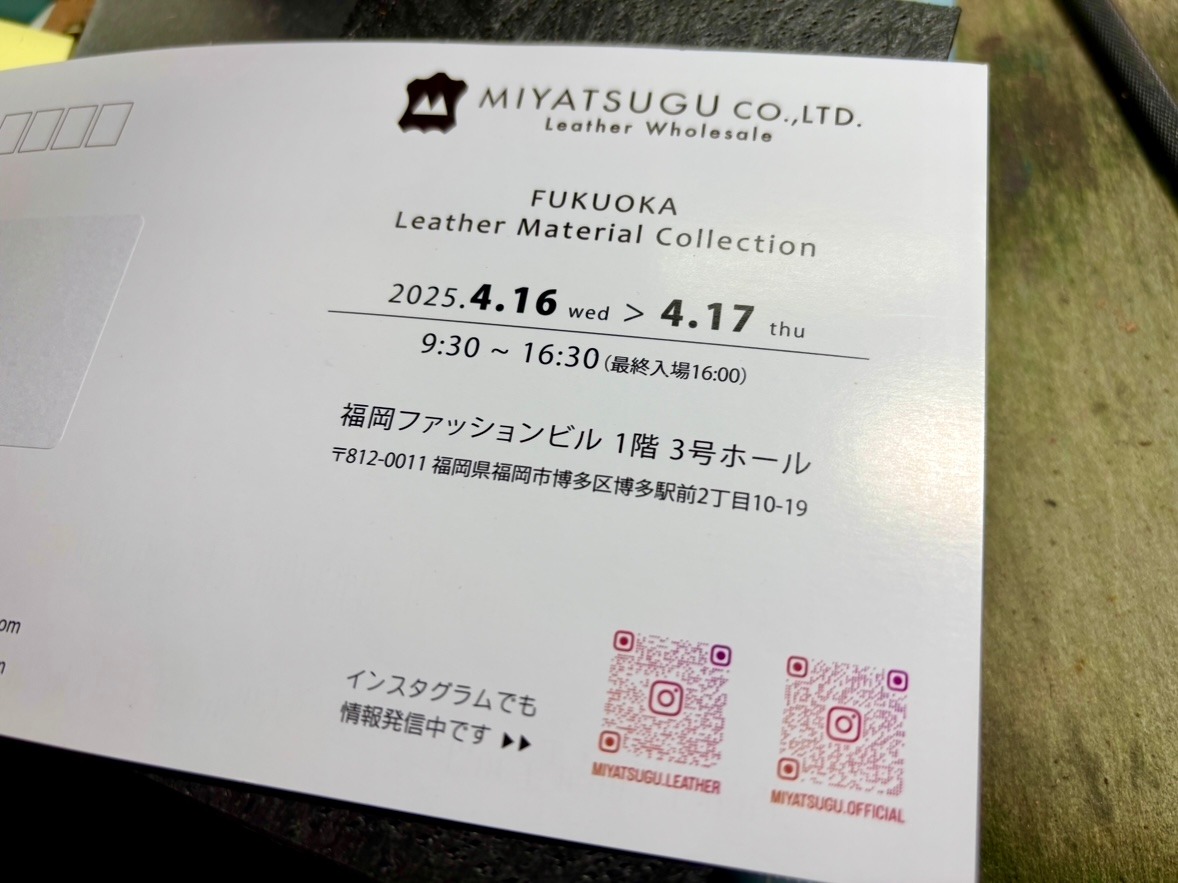 MIYATSUGU CO.,LTD.
Leather Wholesale
FUKUOKA
Leather Material Collection
2025.4.16 wed > 4.17 thu
9:30 ~ 16:30 (最終入場16:00)
福岡ファッションビル 1階 3号ホール
〒812-0011 福岡県福岡市博多区博多駅前2丁目10-19
om
m
インスタグラムでも
情報発信中です ▶▶
MIYATSUGU.LEATHER
MIYATSUGU.OFFICIAL